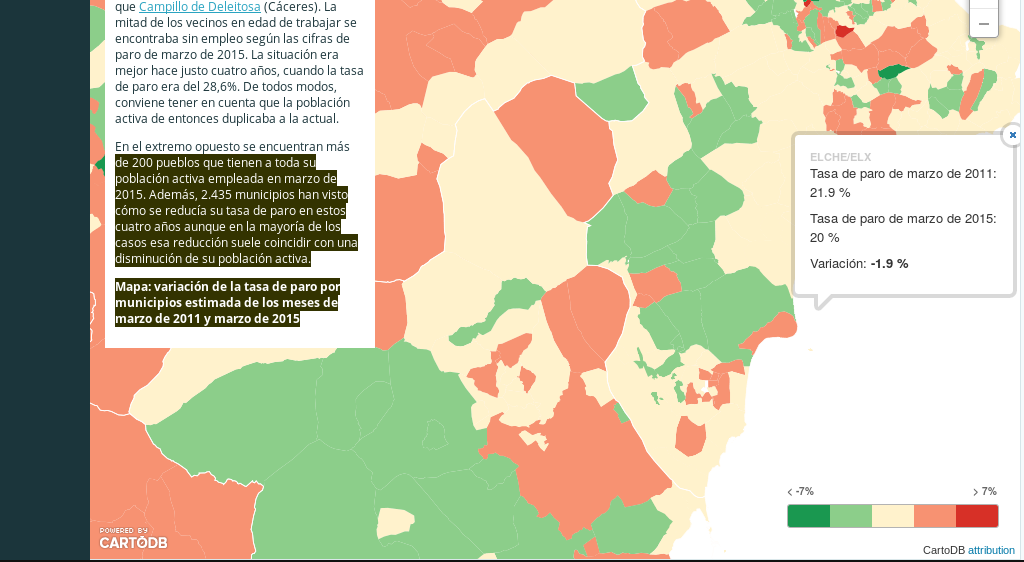 que Campillo de Deleitosa (Cáceres). La
mitad de los vecinos en edad de trabajar se
encontraba sin empleo según las cifras de
paro de marzo de 2015. La situación era
mejor hace justo cuatro años, cuando la tasa
de paro era del 28,6%. De todos modos,
conviene tener en cuenta que la población
activa de entonces duplicaba a la actual.
En el extremo opuesto se encuentran más
de 200 pueblos que tienen a toda su
población activa empleada en marzo de
2015. Además, 2.435 municipios han visto
cómo se reducía su tasa de paro en estos
cuatro años aunque en la mayoría de los
casos esa reducción suele coincidir con una
disminución de su población activa.
Mapa: variación de la tasa de paro por
municipios estimada de los meses de
marzo de 2011 y marzo de 2015
ELCHE/ELX
Tasa de paro de marzo de 2011:
21.9 %
Tasa de paro de marzo de 2015:
20 %
Variación: -1.9 %
< -7% > 7%
POWERED BY
CARTODB
CartoDB attribution